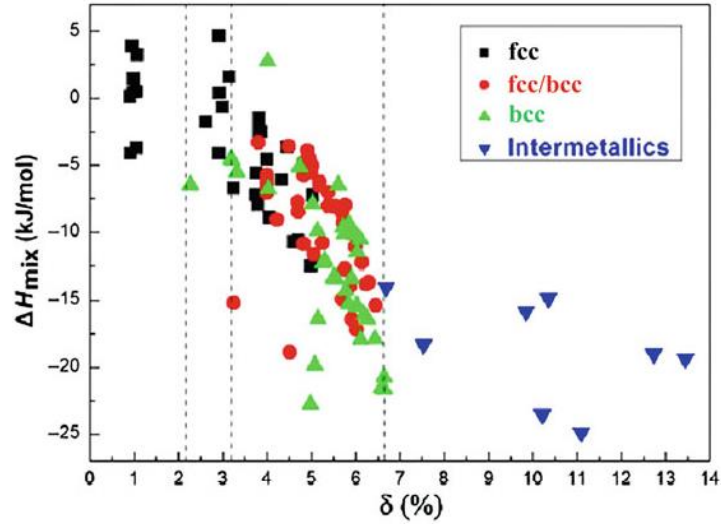 fcc
fcc/bcc
bcc
Intermetallics
ΔHmix (kJ/mol)
5
0
−5
−10
−15
−20
−25
0 1 2 3 4 5 6 7 8 9 10 11 12 13 14
δ (%)